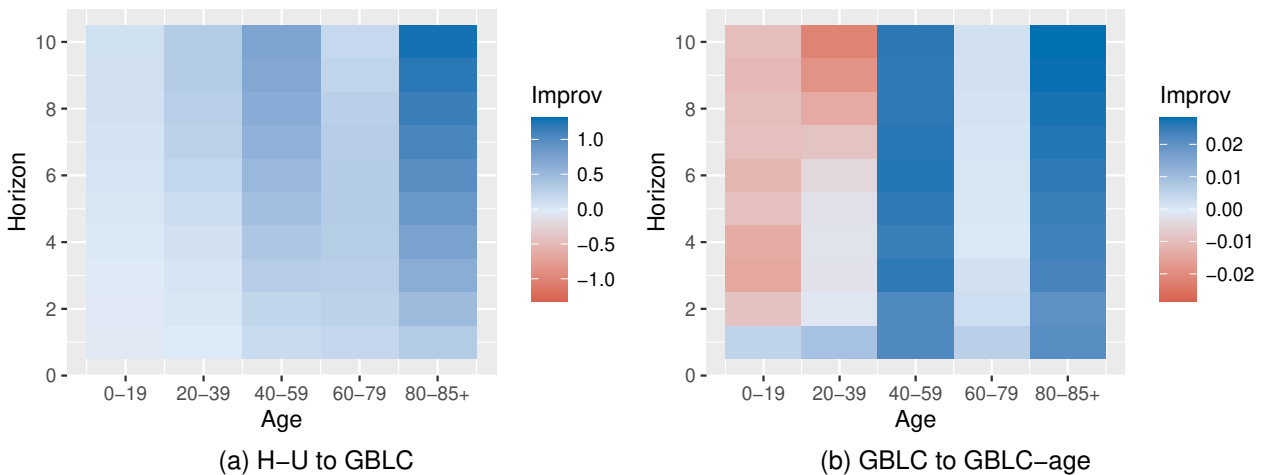 10
8
6
4
2
0
Horizon
0−19 20−39 40−59 60−79 80−85+
Age
Improv
1.0
0.5
0.0
−0.5
−1.0
(a) H−U to GBLC
10
8
6
4
2
0
Horizon
0−19 20−39 40−59 60−79 80−85+
Age
Improv
0.02
0.01
0.00
−0.01
−0.02
(b) GBLC to GBLC−age